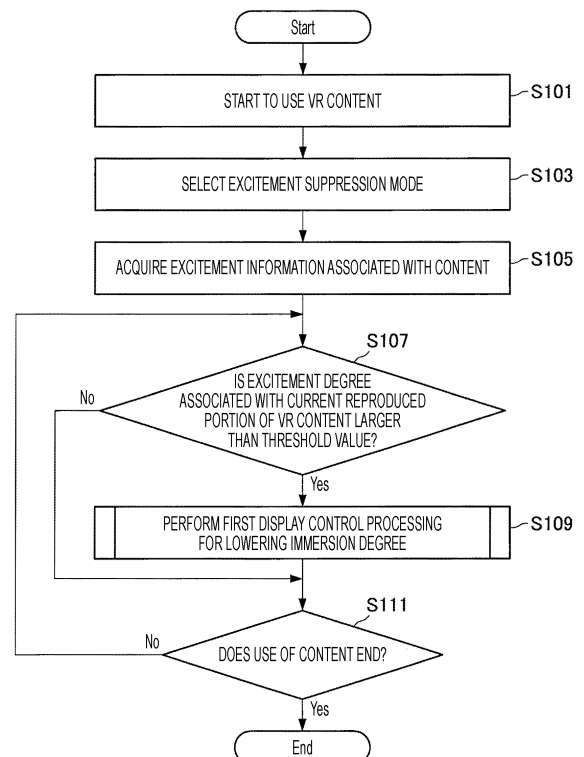 Start
START TO USE VR CONTENT
S101
SELECT EXCITEMENT SUPPRESSION MODE
S103
ACQUIRE EXCITEMENT INFORMATION ASSOCIATED WITH CONTENT
S105
S107
IS EXCITEMENT DEGREE
ASSOCIATED WITH CURRENT REPRODUCED
PORTION OF VR CONTENT LARGER
THAN THRESHOLD VALUE?
No
Yes
PERFORM FIRST DISPLAY CONTROL PROCESSING
FOR LOWERING IMMERSION DEGREE
S109
S111
DOES USE OF CONTENT END?
No
Yes
End